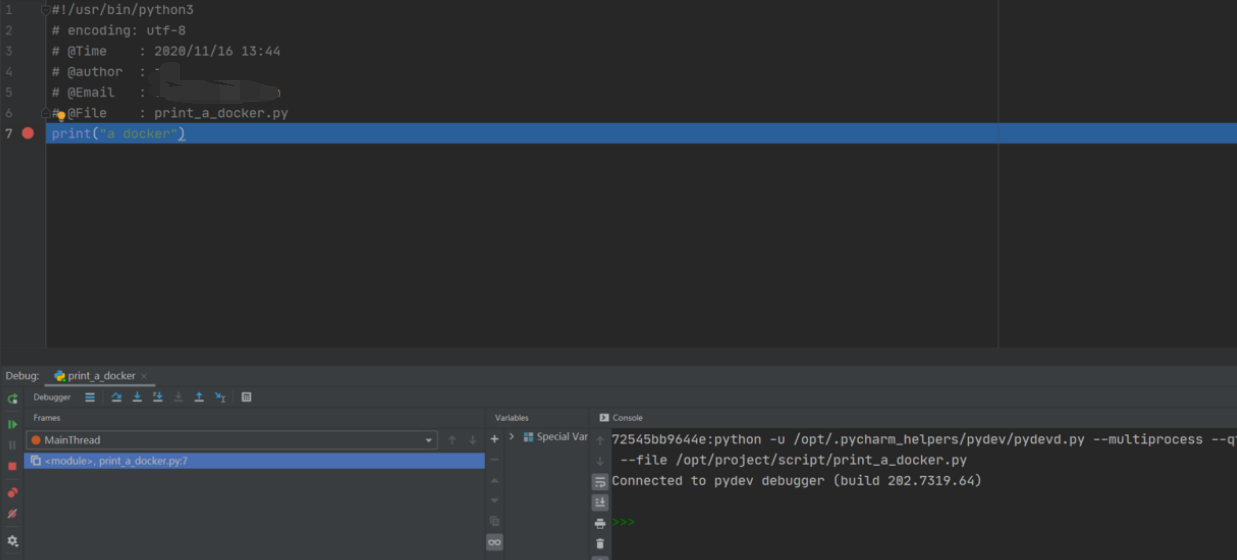 1 #!/usr/bin/python3
2 # encoding: utf-8
3 # @Time : 2020/11/16 13:44
4 # @author :
5 # @Email :
6 # @File : print_a_docker.py
7 print("a docker")
Debug: print_a_docker
Debugger
Frames Variables Console
MainThread
<module>, print_a_docker.py:7
Special Var
72545bb9644e:python -u /opt/.pycharm_helpers/pydev/pydevd.py --multiprocess --qt
--file /opt/project/script/print_a_docker.py
Connected to pydev debugger (build 202.7319.64)
>>>